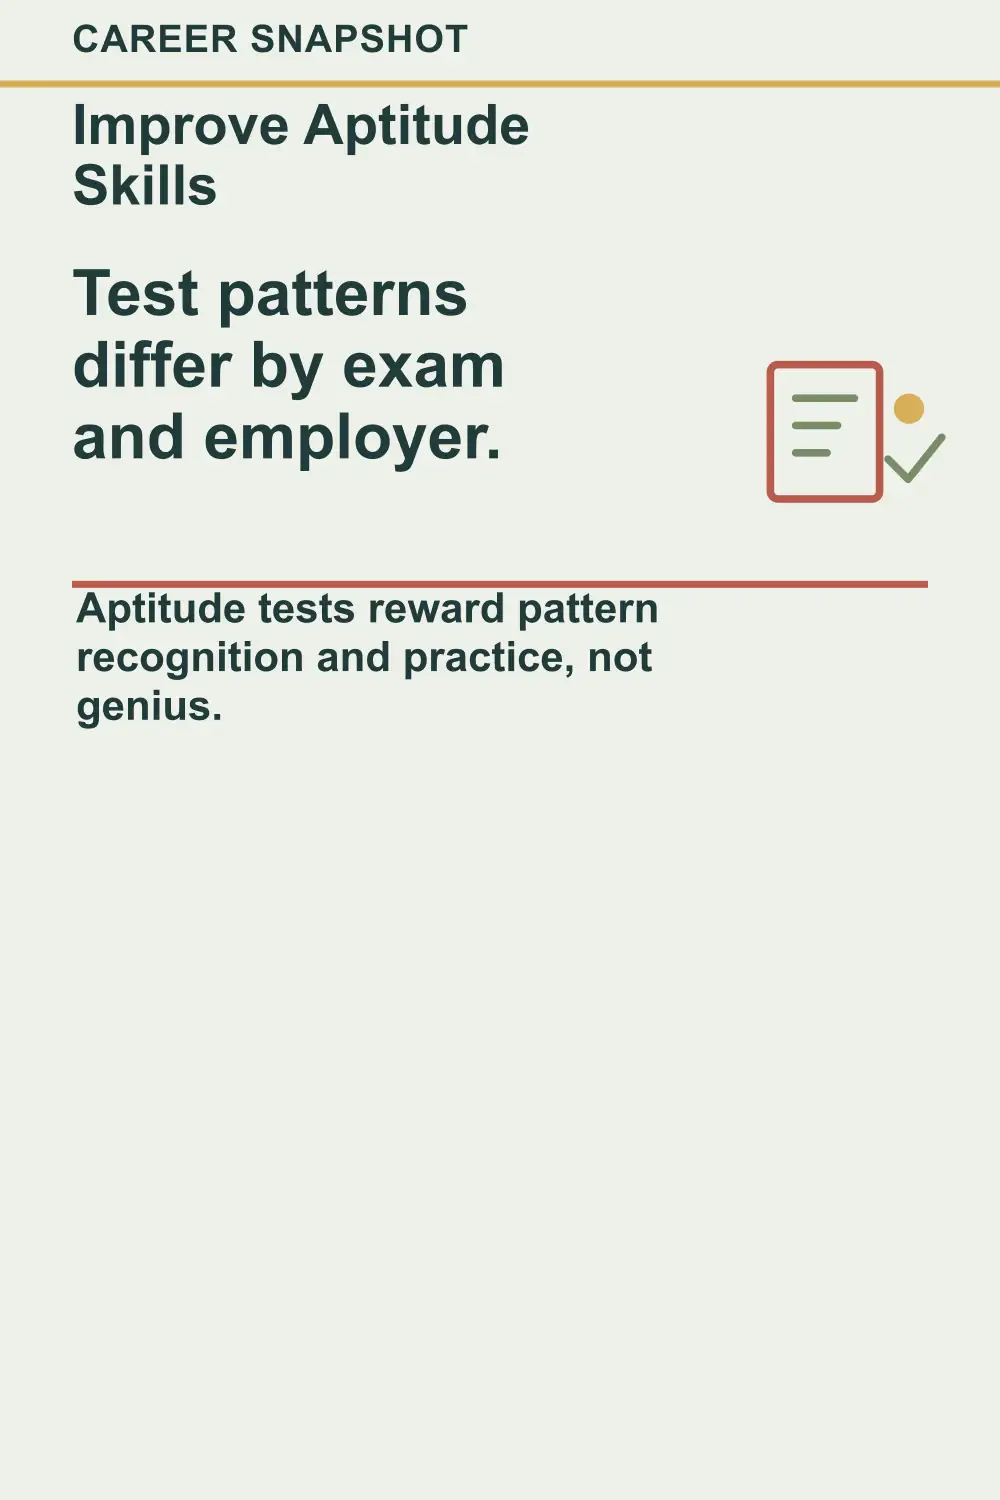 CAREER SNAPSHOT
Improve Aptitude
Skills
Test patterns
differ by exam
and employer.
Aptitude tests reward pattern
recognition and practice, not
genius.